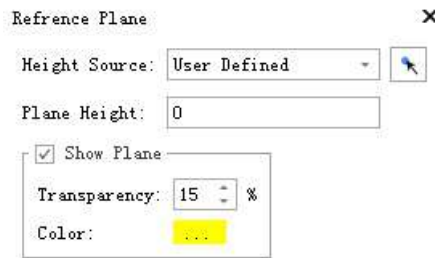 Refrence Plane
Height Source: User Defined
Plane Height: 0
Show Plane
Transparency: 15 %
Color: ...